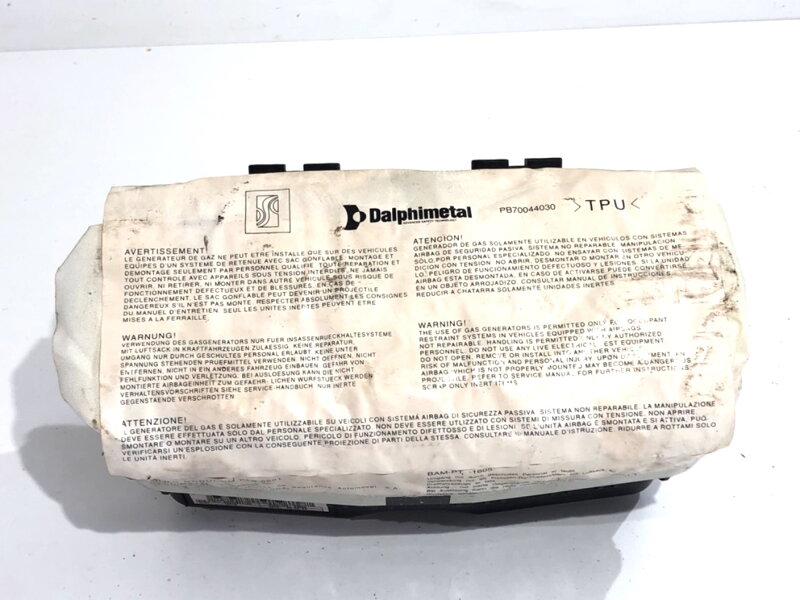 Dalphimetal
ADVANCED SAFETY TECHNOLOGY
PB70044030
>TPU<
AVERTISSEMENT!
LE GENERATEUR DE GAZ NE PEUT ETRE INSTALLE QUE SUR DES VEHICULES
EQUIPES D'UN SYSTEME DE RETENUE AVEC SAC GONFLABLE. MONTAGE ET
DEMONTAGE SEULEMENT PAR PERSONNEL QUALIFIE. TOUTE REPARATION ET
TOUT CONTROLE AVEC APPAREILS SOUS TENSION INTERDITES. NE JAMAIS
OUVRIR, NI RETIRER, NI MONTER DANS AUTRE VEHICULE SOUS RISQUE DE
FONCTIONNEMENT DEFECTUEUX ET DE BLESSURES. EN CAS DE
DECLENCHEMENT, LE SAC GONFLABLE PEUT DEVENIR UN PROJECTILE
DANGEREUX S'IL N'EST PAS MONTE. RESPECTER ABSOLUMENT LES CONSIGNES
DU MANUEL D'ENTRETIEN. SEUL LES UNITES INERTES PEUVENT ETRE
MISES A LA FERRAILLE.
ATENCION!
GENERADOR DE GAS SOLAMENTE UTILIZABLE EN VEHICULOS CON SISTEMAS
AIRBAG DE SEGURIDAD PASIVA. SISTEMA NO REPARABLE. MANIPULACION
SOLO POR PERSONAL ESPECIALIZADO. NO ENSAYAR CON SISTEMAS DE ME-
DICION CON TENSION. NO ABRIR, DESMONTAR O MONTAR EN OTRO VEHICU-
LO. PELIGRO DE FUNCIONAMIENTO DEFECTUOSO Y LESIONES. SI LA UNIDAD
AIRBAG ESTA DESMONTADA, EN CASO DE ACTIVARSE PUEDE CONVERTIRSE
EN UN OBJETO ARROJADIZO. CONSULTAR MANUAL DE INSTRUCCIONES.
REDUCIR A CHATARRA SOLAMENTE UNIDADES INERTES.
WARNUNG!
VERWENDUNG DES GASGENERATORS NUR FUER INSASSENRUECKHALTESYSTEME
MIT LUFTSACK IN KRAFTFAHRZEUGEN ZULAESSIG. KEINE REPARATUR,
UMGANG NUR DURCH GESCHULTES PERSONAL ERLAUBT. KEINE UNTER
SPANNUNG STEHENDEN PRUEFMITTEL VERWENDEN. NICHT OEFFNEN, NICHT
ENTFERNEN, NICHT IN EIN ANDERES FAHRZEUG EINBAUEN. GEFAHR VON
FEHLFUNKTION UND VERLETZUNG. BEI AUSLOESUNG KANN DIE NICHT
MONTIERTE AIRBAGEINHEIT ZUM GEFAHRLICHEN WURFSTUECK WERDEN
VERHALTENSVORSCHRIFTEN SIEHE SERVICE-HANDBUCH. NUR INERTE
GEGENSTAENDE VERSCHROTTEN
WARNING!
THE USE OF GAS GENERATORS IS PERMITTED ONLY FOR OCCUPANT
RESTRAINT SYSTEMS IN VEHICLES EQUIPPED WITH AIRBAGS
NOT REPAIRABLE. HANDLING IS PERMITTED ONLY BY AUTHORIZED
PERSONNEL. DO NOT USE ANY LIVE ELECTRICAL TEST EQUIPMENT
DO NOT OPEN, REMOVE OR INSTALL INTO ANOTHER VEHICLE
RISK OF MALFUNCTION AND PERSONAL INJURY. UPON DEPLOYMENT, AN
AIRBAG WHICH IS NOT PROPERLY MOUNTED MAY BECOME A DANGEROUS
PROJECTILE. REFER TO SERVICE MANUAL FOR FURTHER INSTRUCTIONS
SCRAP ONLY INERT ITEMS
ATTENZIONE!
IL GENERATORE DEL GAS È SOLAMENTE UTILIZZABILE SU VEICOLI CON SISTEMA AIRBAG DI SICUREZZA PASSIVA. SISTEMA NON REPARABILE. LA MANIPULAZIONE
DEVE ESSERE EFFETTUATA SOLO DAL PERSONALE SPECIALIZZATO. NON DEVE ESSERE UTILIZZATO CON SISTEMI DI MISSURA CON TENSIONE. NON APRIRE,
SMONTARE O MONTARE SU UN ALTRO VEICOLO. PERICOLO DI FUNZIONAMENTO DIFETTOSO E DI LESIONI. SE L'UNITA AIRBAG È SMONTATA E SI ATTIVA, PUÒ
VERIFICARSI UN'ESPLOSIONE CON LA CONSEGUENTE PROIEZIONE DI PARTI DELLA STESSA. CONSULTARE IL MANUALE D'ISTRUZIONE. RIDURRE A ROTTAMI SOLO
LE UNITÀ INERTI.
BAM-PT